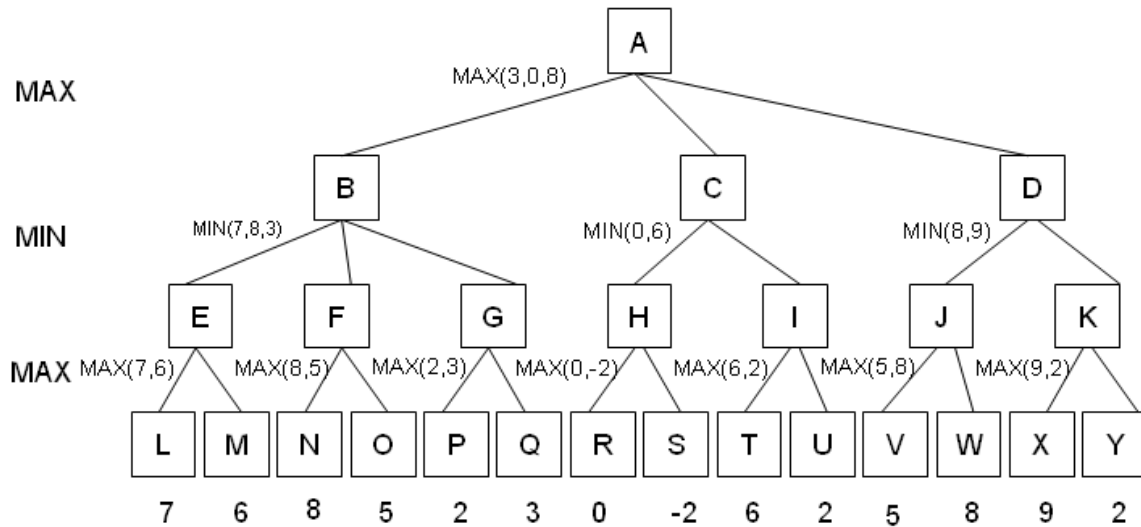 A
MAX(3,0,8)
MAX
B C D
MIN MIN(7,8,3) MIN(0,6) MIN(8,9)
E F G H I J K
MAX MAX(7,6) MAX(8,5) MAX(2,3) MAX(0,-2) MAX(6,2) MAX(5,8) MAX(9,2)
L M N O P Q R S T U V W X Y
7 6 8 5 2 3 0 -2 6 2 5 8 9 2